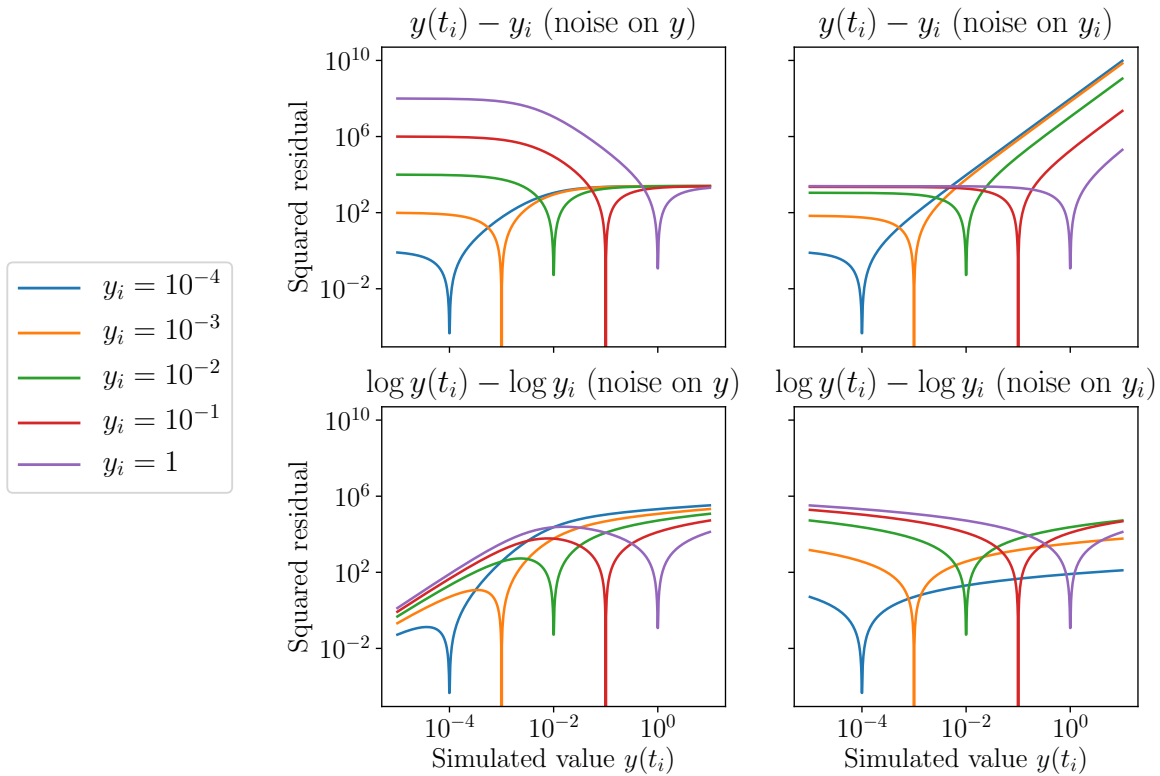 $y(t_i) - y_i$ (noise on $y$)
$y(t_i) - y_i$ (noise on $y_i$)
Squared residual
$10^{10}$
$10^{6}$
$10^{2}$
$10^{-2}$
$y_i = 10^{-4}$
$y_i = 10^{-3}$
$y_i = 10^{-2}$
$y_i = 10^{-1}$
$y_i = 1$
$\log y(t_i) - \log y_i$ (noise on $y$)
$\log y(t_i) - \log y_i$ (noise on $y_i$)
Squared residual
$10^{10}$
$10^{6}$
$10^{2}$
$10^{-2}$
$10^{-4}$ $10^{-2}$ $10^{0}$
Simulated value $y(t_i)$
$10^{-4}$ $10^{-2}$ $10^{0}$
Simulated value $y(t_i)$